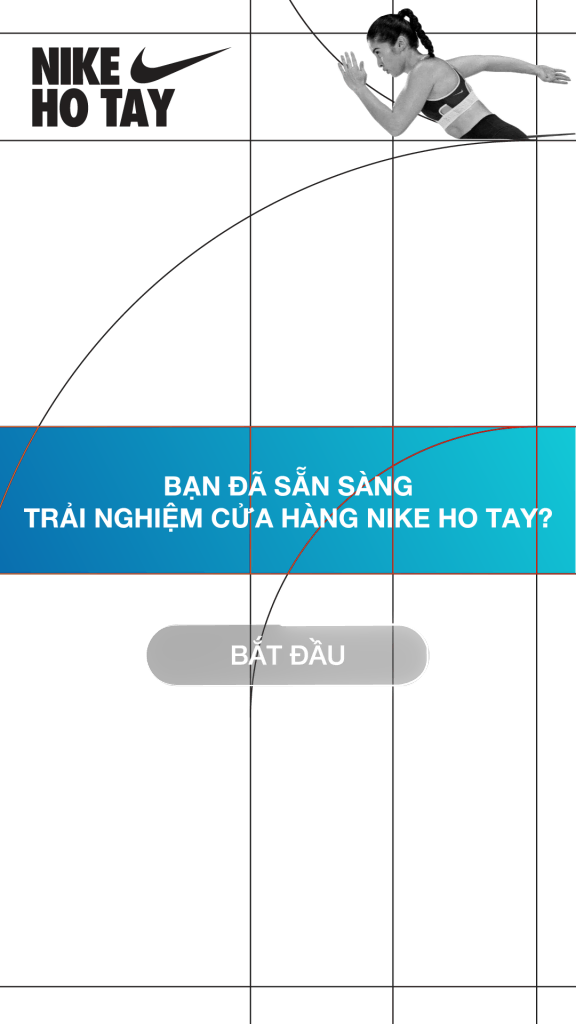 NIKE
HO TAY
BẠN ĐÃ SẴN SÀNG
TRẢI NGHIỆM CỬA HÀNG NIKE HO TAY?
BẮT ĐẦU